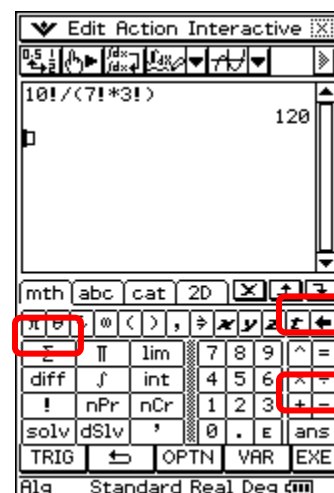 Edit Action Interactive
10!/(7!*3!)
120
mth abc cat 2D
π θ i ∞ ( ) , ⇒ x y z t ←
Σ Π lim 7 8 9 ^ =
diff ∫ int 4 5 6 × ÷
! nPr nCr 1 2 3 + −
solv dSlv ' 0 . E ans
TRIG OPTN VAR EXE
Alg Standard Real Deg